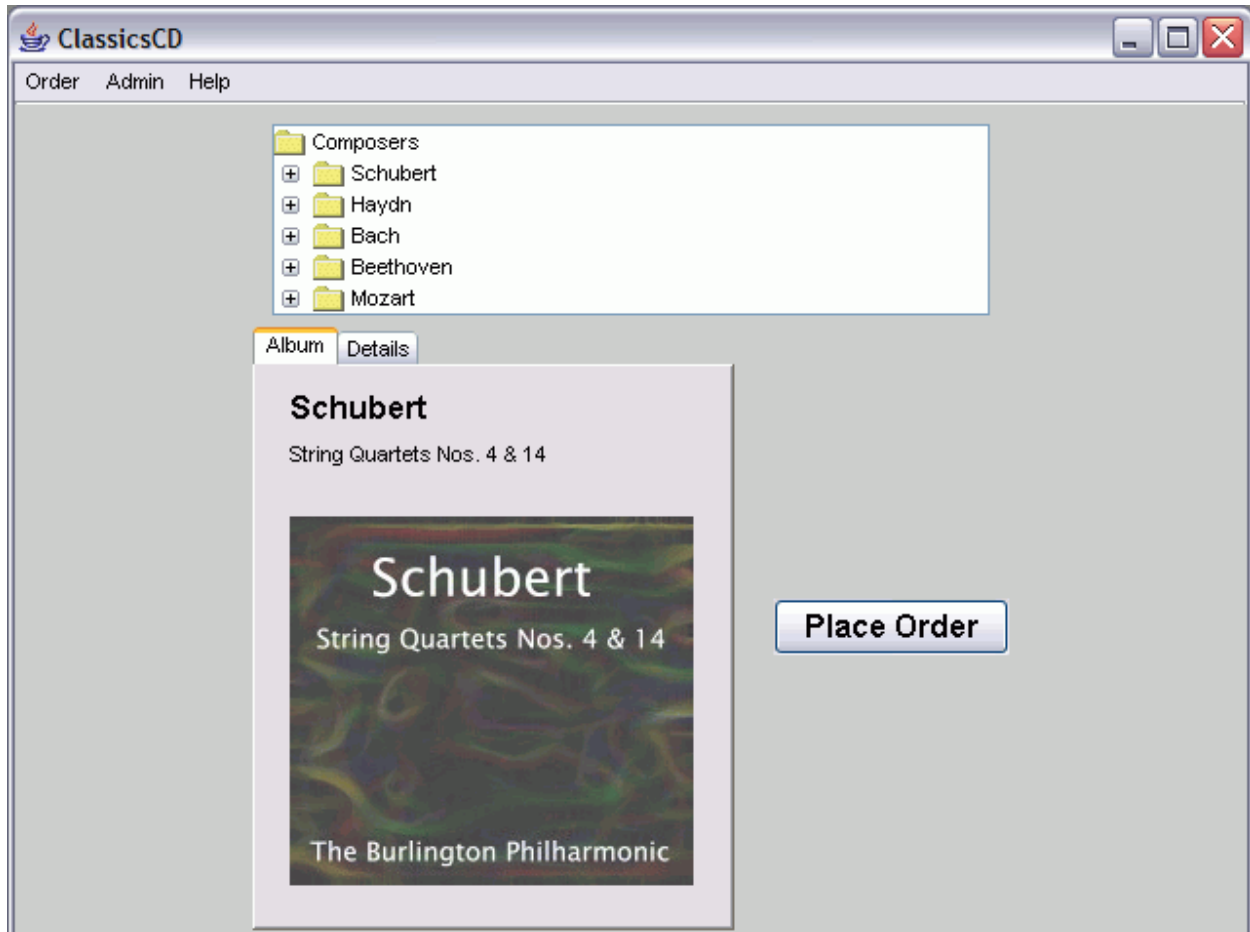 ClassicsCD
Order Admin Help
Composers
Schubert
Haydn
Bach
Beethoven
Mozart
Album Details
Schubert
String Quartets Nos. 4 & 14
Schubert
String Quartets Nos. 4 & 14
The Burlington Philharmonic
Place Order